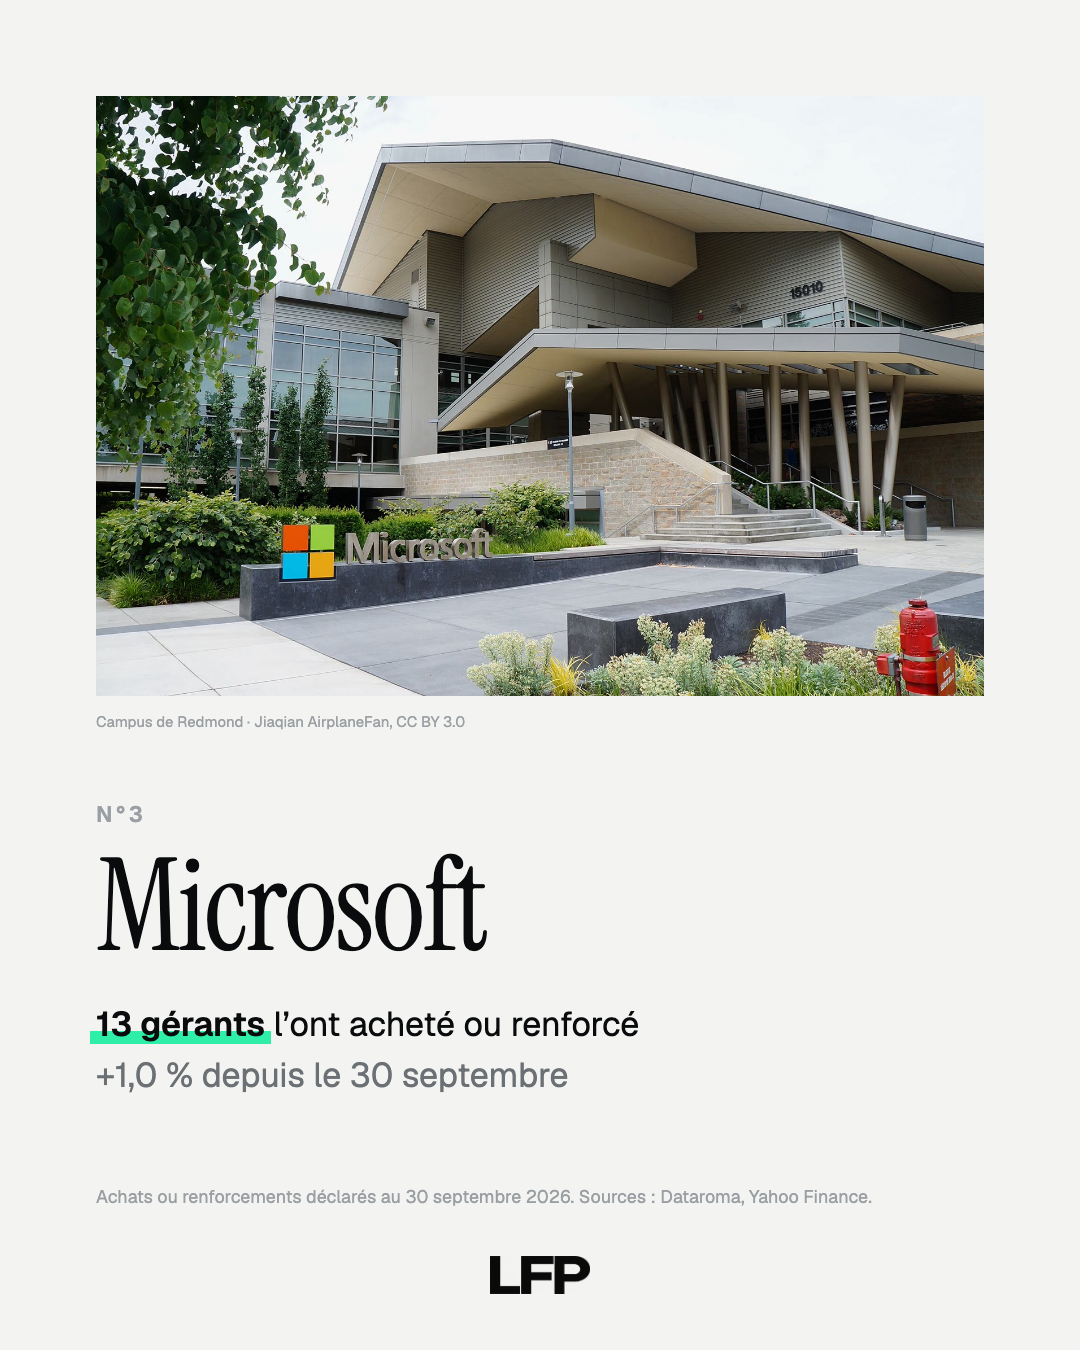 15010
Microsoft
Campus de Redmond · Jiaqian AirplaneFan, CC BY 3.0
N°3
Microsoft
13 gérants l’ont acheté ou renforcé
+1,0 % depuis le 30 septembre
Achats ou renforcements déclarés au 30 septembre 2026. Sources : Dataroma, Yahoo Finance.
LFP